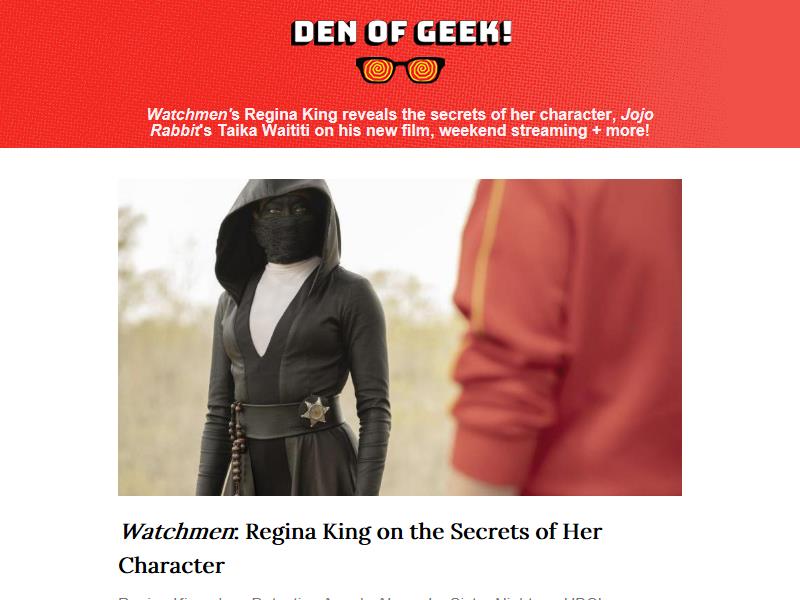 DEN OF GEEK!
Watchmen's Regina King reveals the secrets of her character, Jojo
Rabbit's Taika Waititi on his new film, weekend streaming + more!
Watchmen: Regina King on the Secrets of Her
Character